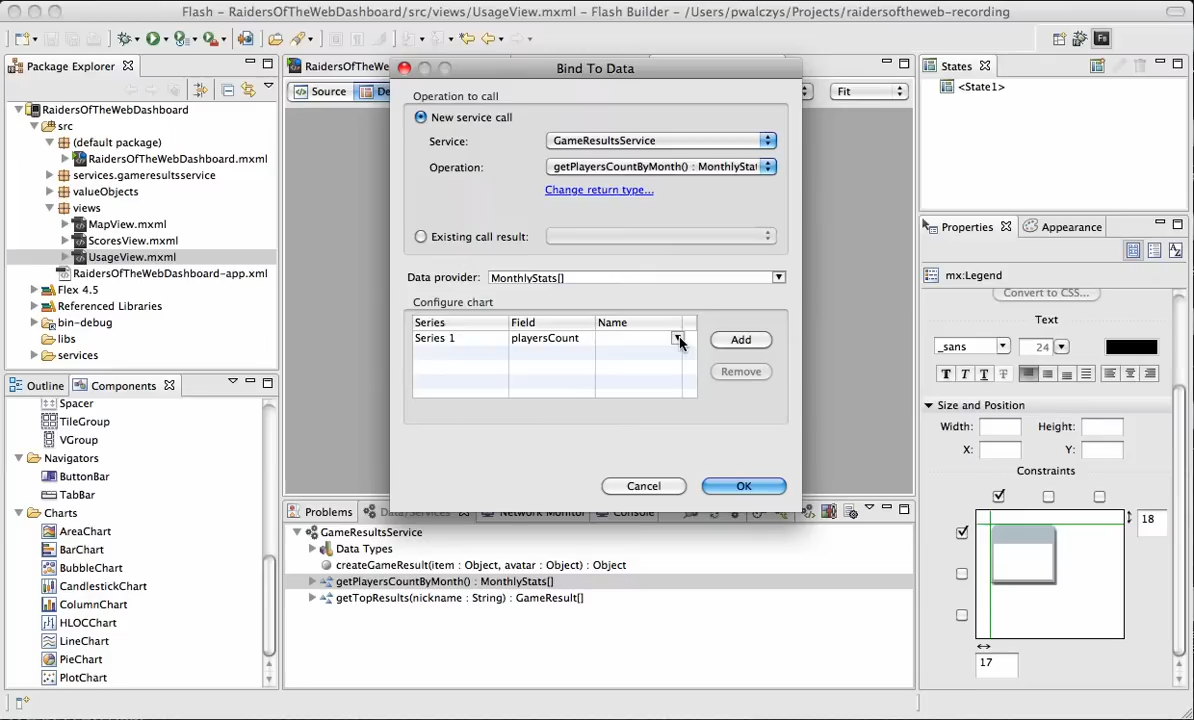 Flash - RaidersOfTheWebDashboard/src/views/UsageView.mxml - Flash Builder - /Users/pwalczys/Projects/raidersoftheweb-recording
Package Explorer
RaidersOfTheWebDashboard
src
(default package)
RaidersOfTheWebDashboard.mxml
services.gameresultsservice
valueObjects
views
MapView.mxml
ScoresView.mxml
UsageView.mxml
RaidersOfTheWebDashboard-app.xml
Flex 4.5
Referenced Libraries
bin-debug
libs
services
Outline
Components
Spacer
TileGroup
VGroup
Navigators
ButtonBar
TabBar
Charts
AreaChart
BarChart
BubbleChart
CandlestickChart
ColumnChart
HLOCChart
LineChart
PieChart
PlotChart
RaidersOfTheWe
Source
De
Fit
Bind To Data
Operation to call
New service call
Service:
GameResultsService
Operation:
getPlayersCountByMonth() : MonthlyStat
Change return type...
Existing call result:
Data provider:
MonthlyStats[]
Configure chart
Series Field Name
Series 1 playersCount
Add
Remove
Cancel
OK
Problems
Data/Services
Network Monitor
Console
GameResultsService
Data Types
createGameResult(item : Object, avatar : Object) : Object
getPlayersCountByMonth() : MonthlyStats[]
getTopResults(nickname : String) : GameResult[]
States
<State1>
Properties
Appearance
mx:Legend
Convert to CSS...
Text
_sans
24
T T T T
Size and Position
Width:
Height:
X:
Y:
Constraints
18
17